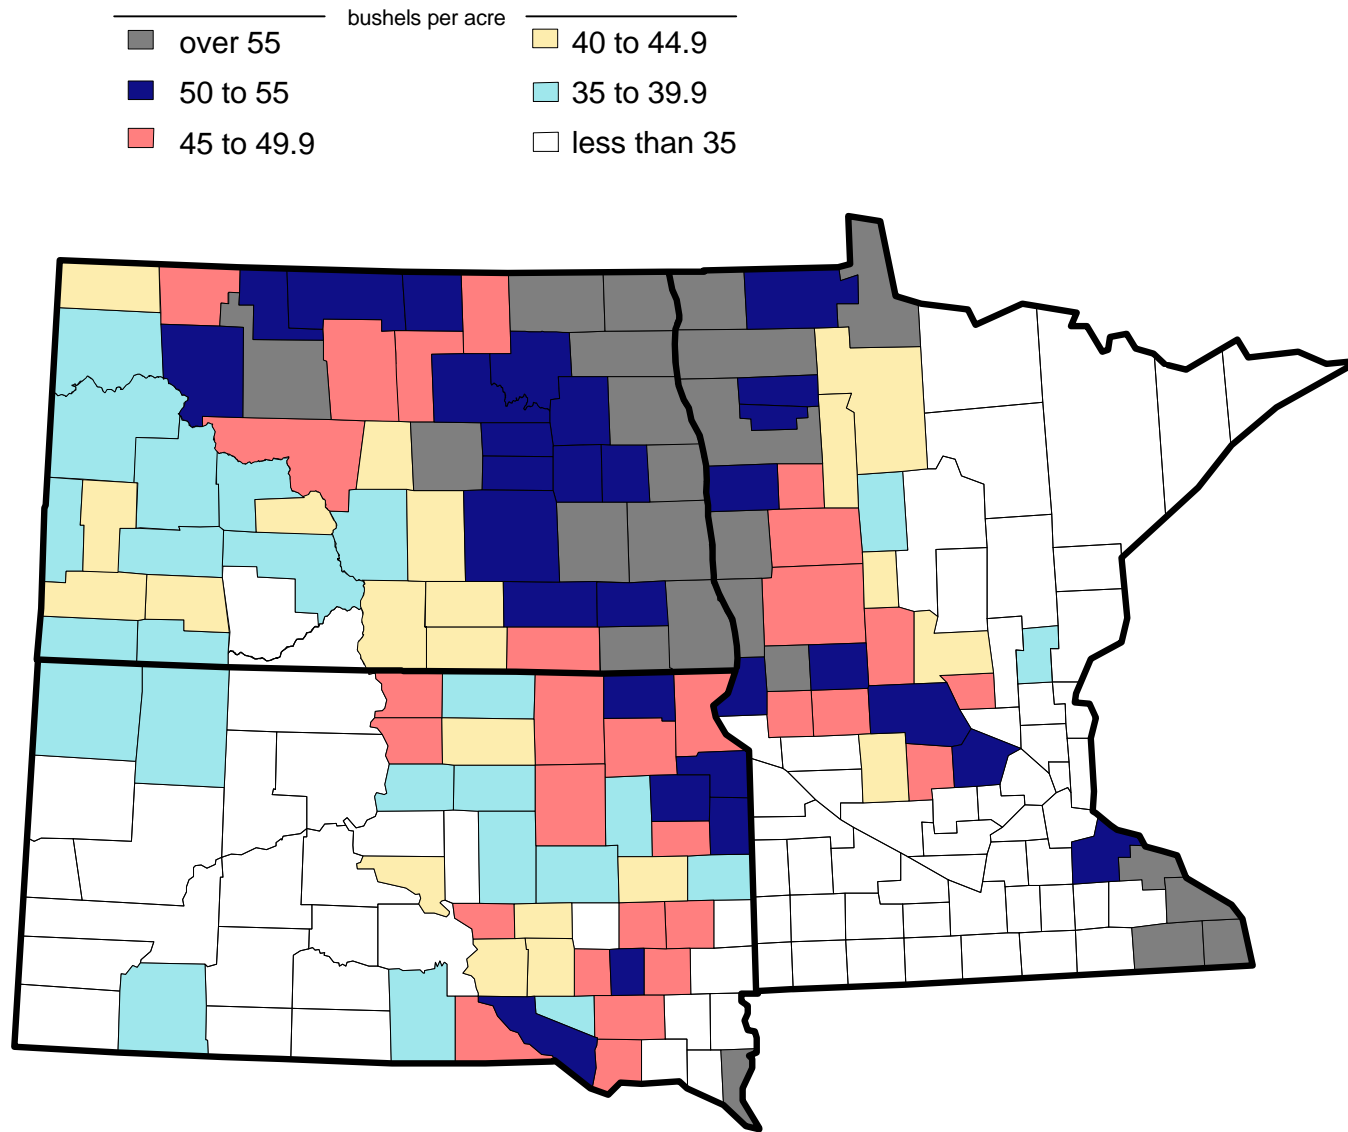 bushels per acre
over 55
40 to 44.9
50 to 55
35 to 39.9
45 to 49.9
less than 35